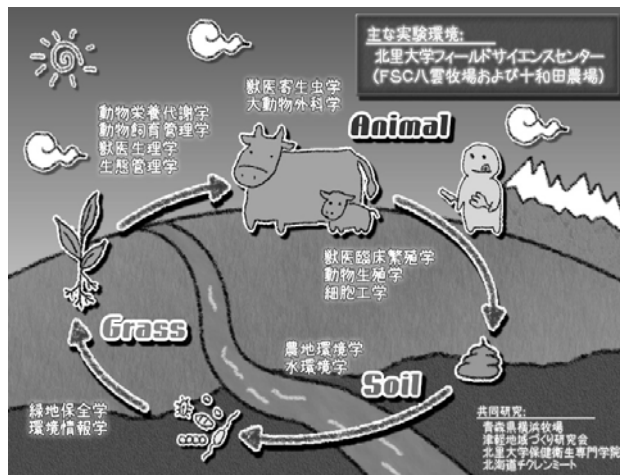 主な実験環境:
北里大学フィールドサイエンスセンター
(FSC八雲牧場および十和田農場)
獣医寄生虫学
大動物外科学
Animal
動物栄養代謝学
動物飼育管理学
獣医生理学
生態管理学
獣医臨床繁殖学
動物生殖学
細胞工学
Grass
農地環境学
水環境学
Soil
緑地保全学
環境情報学
共同研究:
青森県横浜牧場
津軽地域づくり研究会
北里大学保健衛生専門学院
北海道チクレンミート